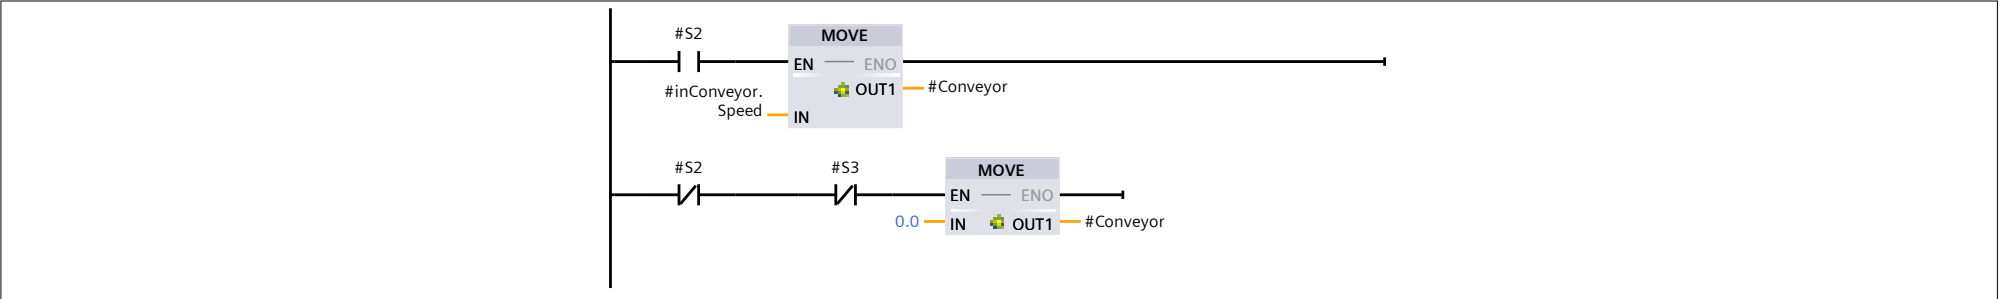 #S2
MOVE
EN
ENO
#inConveyor.
Speed
OUT1
#Conveyor
IN
#S2
#S3
MOVE
EN
ENO
0.0
IN
OUT1
#Conveyor